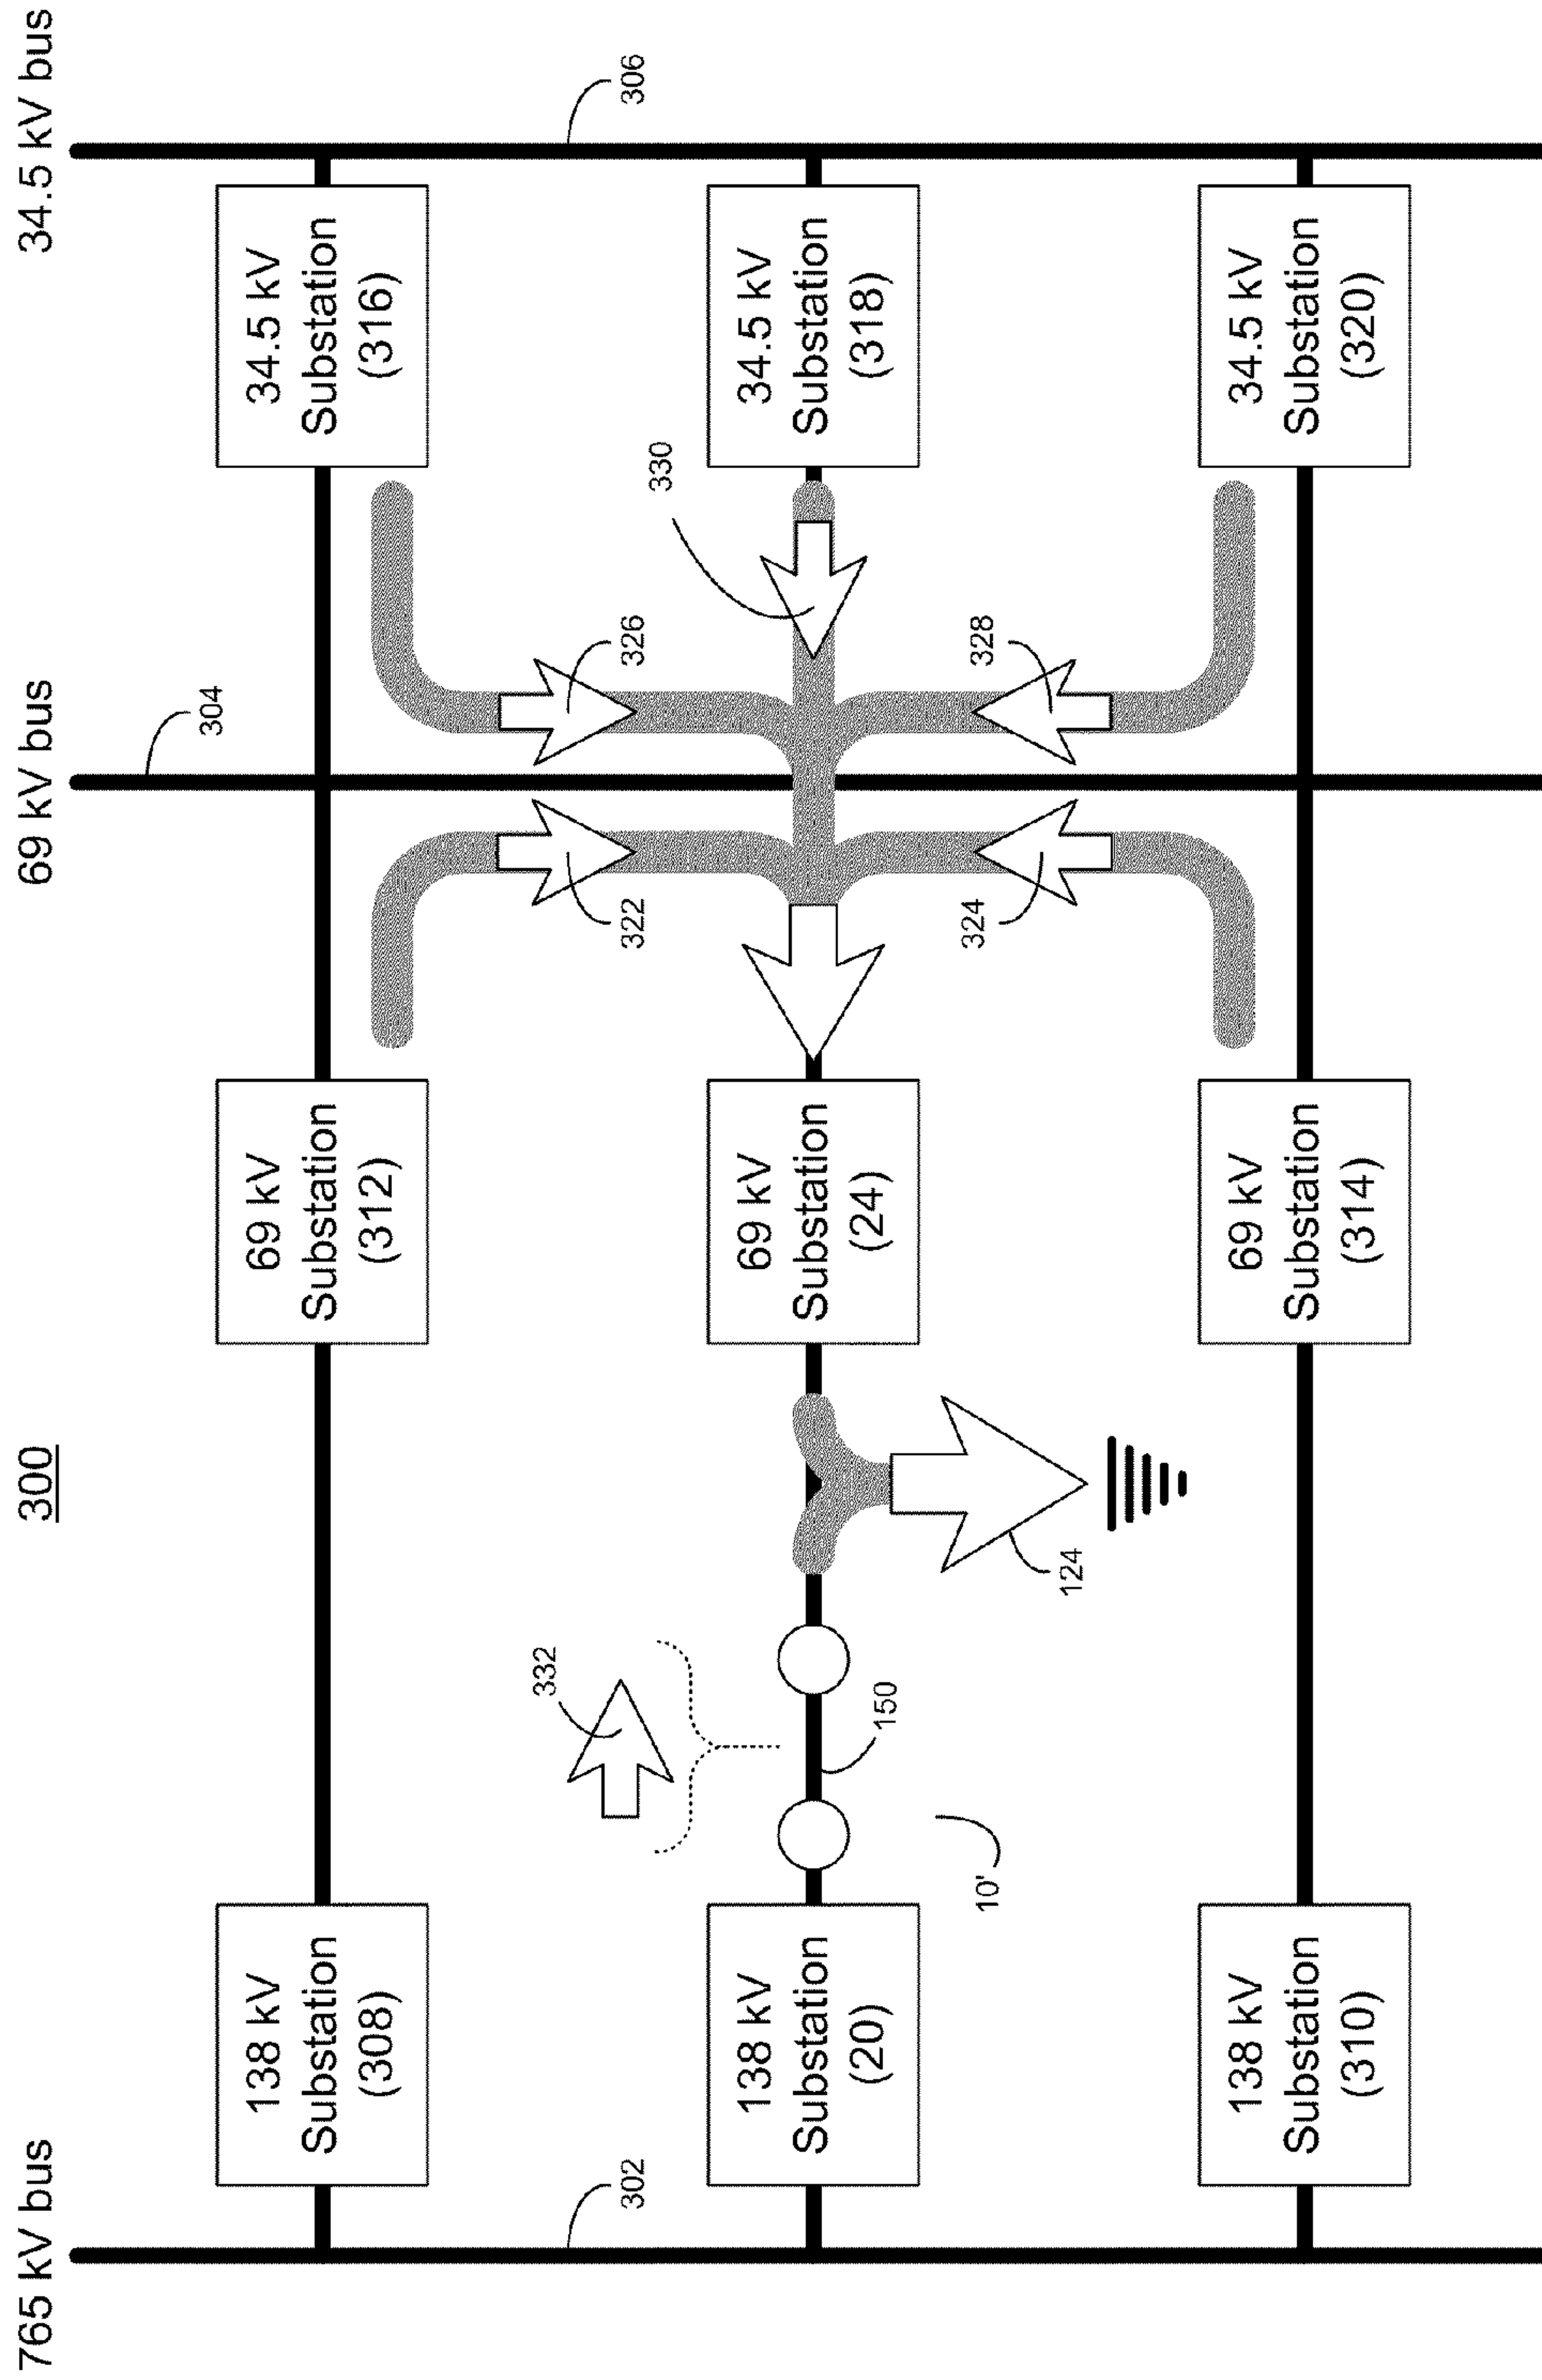 300
765 kV bus
69 kV bus
34.5 kV bus
302
304
306
138 kV
Substation
(308)
69 kV
Substation
(312)
34.5 kV
Substation
(316)
332
322
326
330
138 kV
Substation
(20)
150
69 kV
Substation
(24)
34.5 kV
Substation
(318)
10'
124
324
328
138 kV
Substation
(310)
69 kV
Substation
(314)
34.5 kV
Substation
(320)